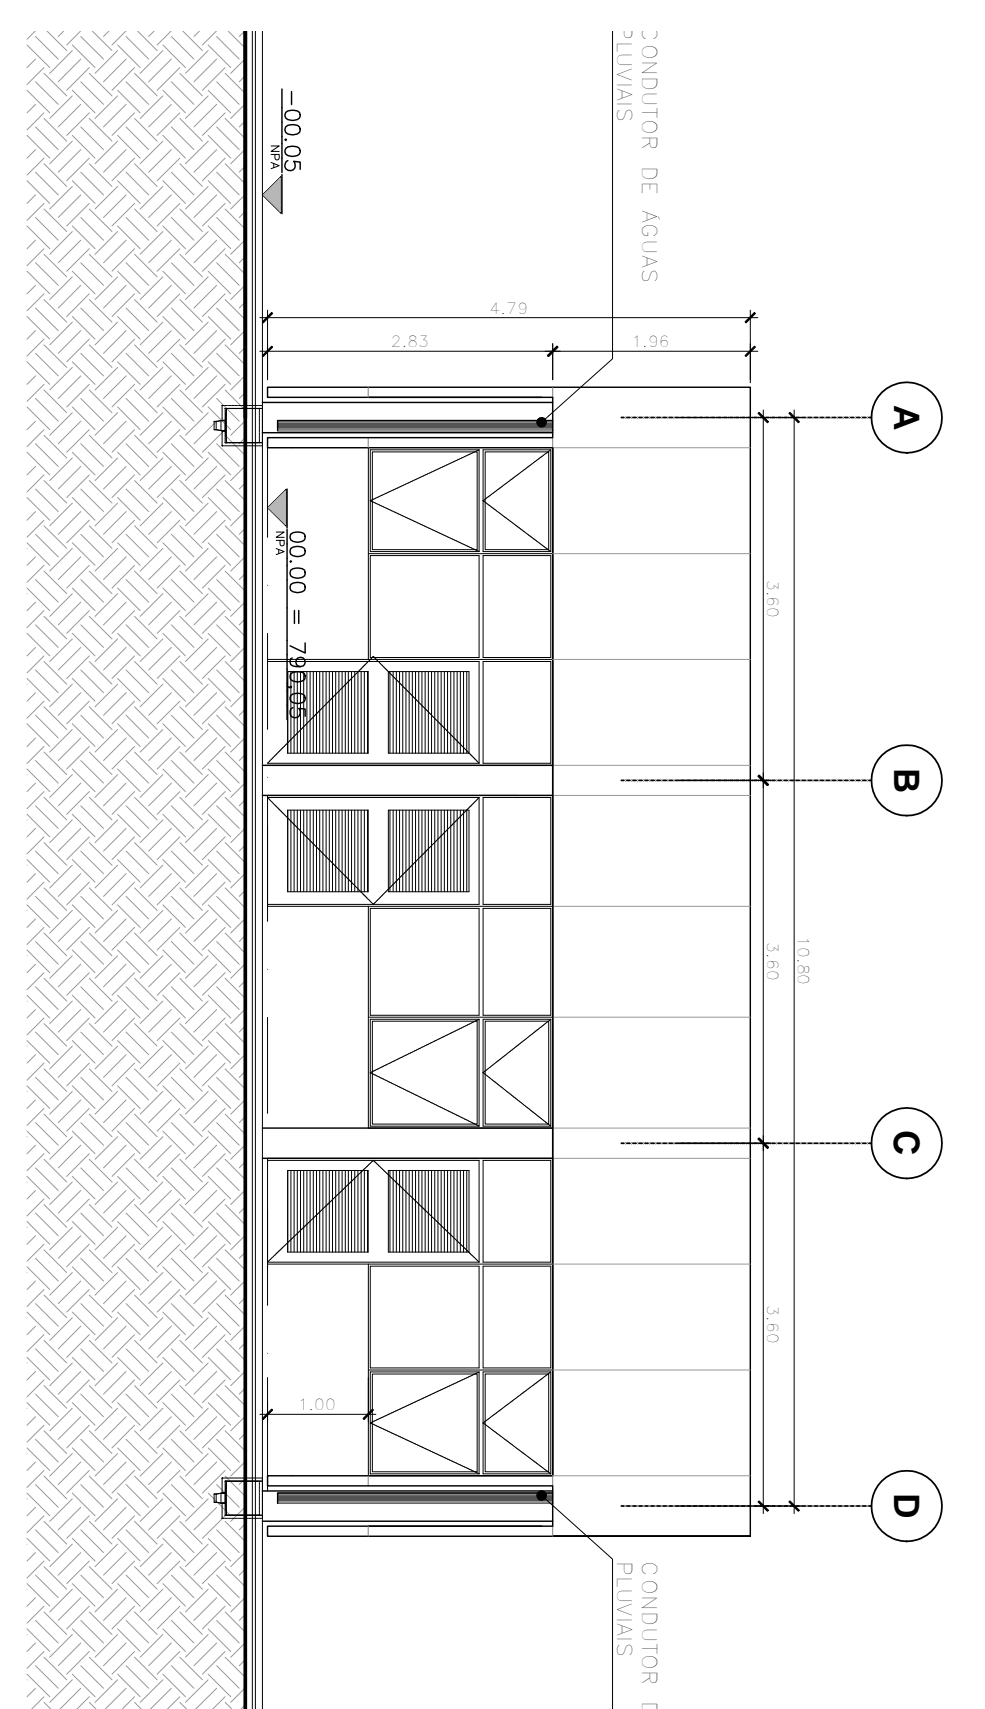 CONDUTOR DE ÁGUAS
PLUVIAIS
-00.05
NPA
4.79
2.83
1.96
A
00.00 = 790.05
NPA
3.60
B
3.60
10.80
C
3.60
1.00
D
CONDUTOR D
PLUVIAIS